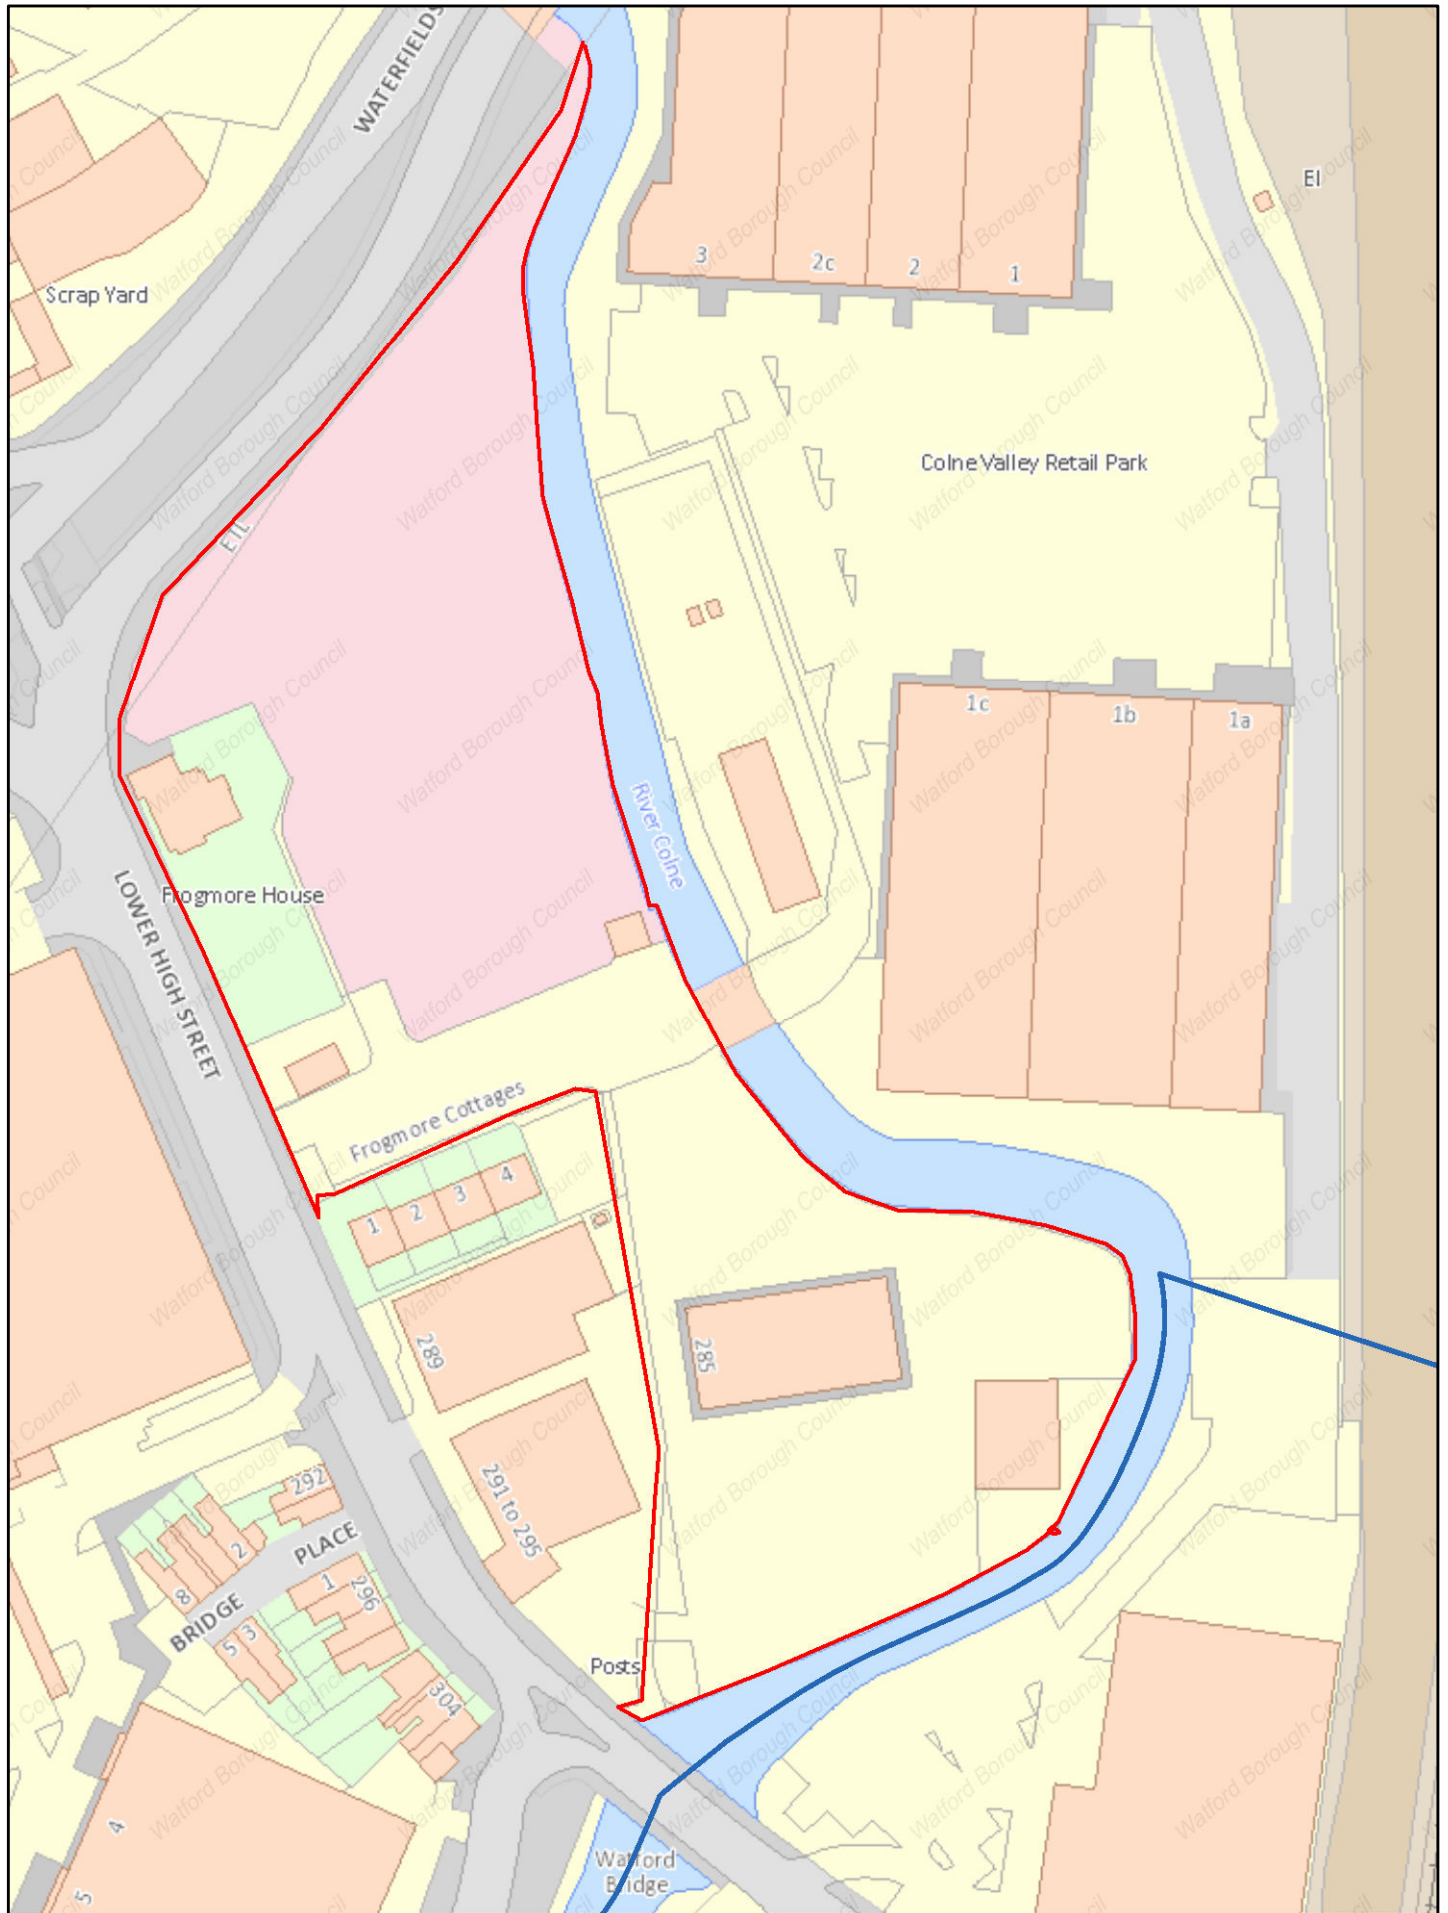 WATERFIELDS
El
Scrap Yard
3
2c
2
1
Colne Valley Retail Park
ETL
1c
1b
1a
River Colne
Frogmore House
LOWER HIGH STREET
Frogmore Cottages
1
2
3
4
289
285
291 to 295
292
PLACE
2
1
296
8
BRIDGE
5
3
Posts
304
4
5
Watford
Bridge
Watford Borough Council